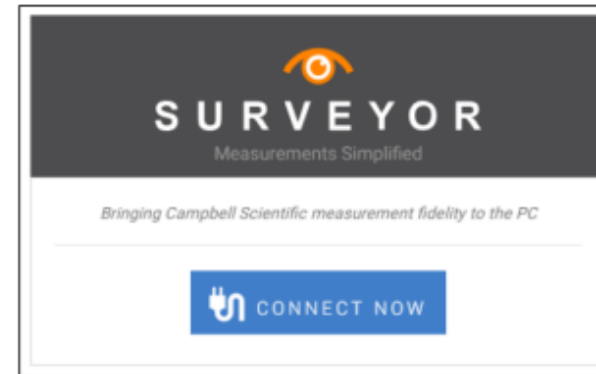 SURVEYOR
Measurements Simplified
Bringing Campbell Scientific measurement fidelity to the PC
CONNECT NOW